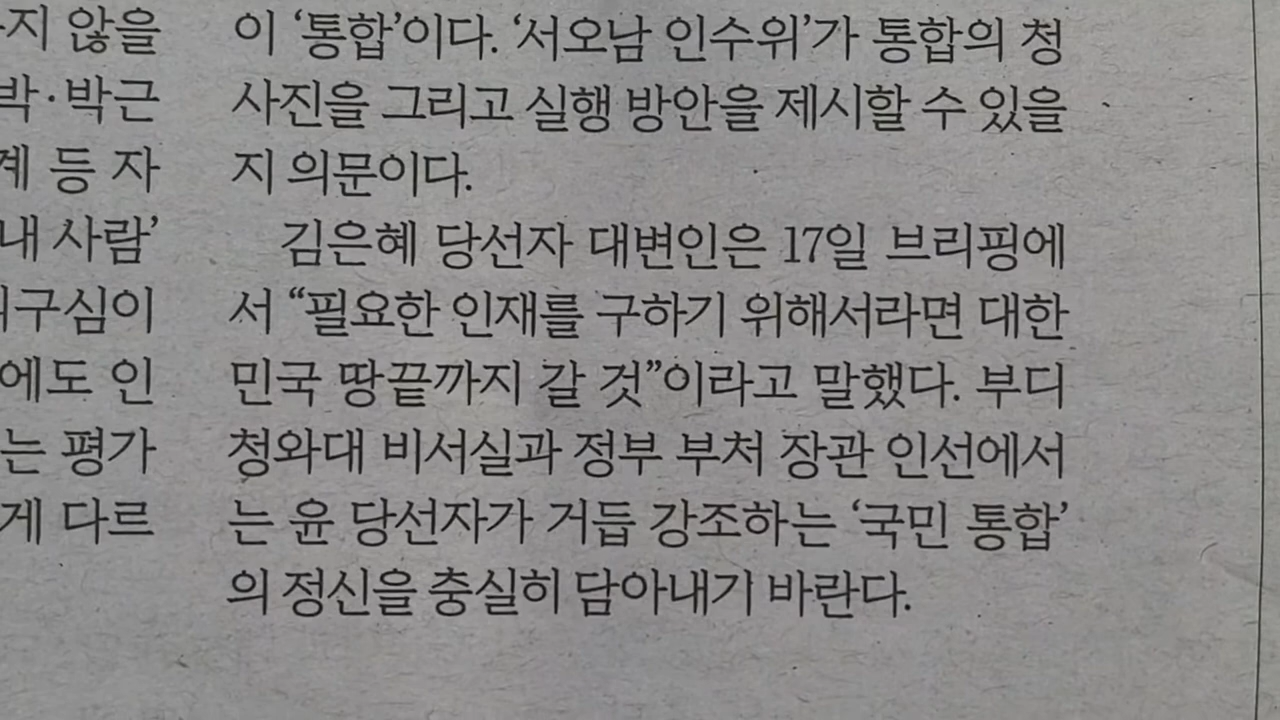 지 않을
박·박근
계 등 자
내 사람’
구심이
에도 인
는 평가
게 다르
이 ‘통합’이다. ‘서오남 인수위’가 통합의 청
사진을 그리고 실행 방안을 제시할 수 있을
지 의문이다.
김은혜 당선자 대변인은 17일 브리핑에
서 “필요한 인재를 구하기 위해서라면 대한
민국 땅끝까지 갈 것”이라고 말했다. 부디
청와대 비서실과 정부 부처 장관 인선에서
는 윤 당선자가 거듭 강조하는 ‘국민 통합’
의 정신을 충실히 담아내기 바란다.